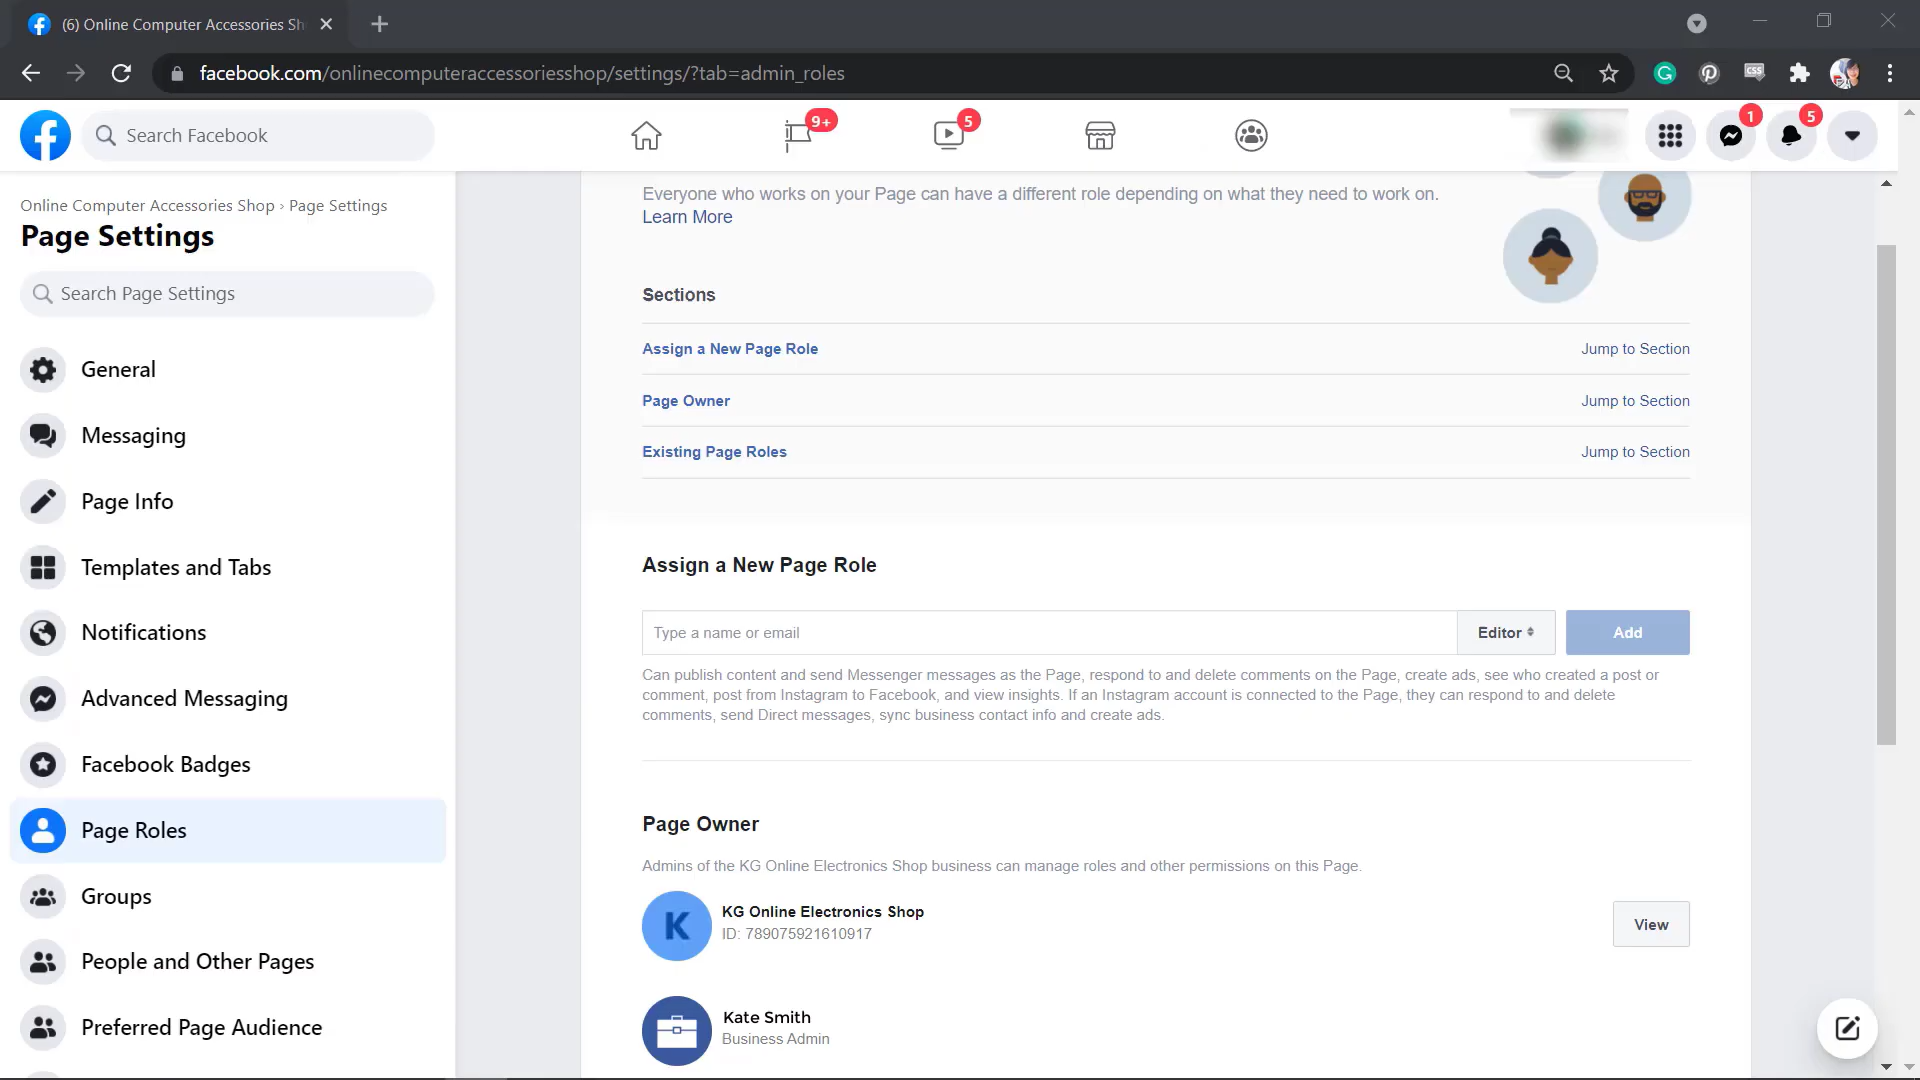 (6) Online Computer Accessories Sh
facebook.com/onlinecomputeraccessoriesshop/settings/?tab=admin_roles
CSS
Search Facebook
9+
5
1
5
Online Computer Accessories Shop › Page Settings
Page Settings
Search Page Settings
General
Messaging
Page Info
Templates and Tabs
Notifications
Advanced Messaging
Facebook Badges
Page Roles
Groups
People and Other Pages
Preferred Page Audience
Everyone who works on your Page can have a different role depending on what they need to work on.
Learn More
Sections
Assign a New Page Role Jump to Section
Page Owner Jump to Section
Existing Page Roles Jump to Section
Assign a New Page Role
Type a name or email Editor Add
Can publish content and send Messenger messages as the Page, respond to and delete comments on the Page, create ads, see who created a post or
comment, post from Instagram to Facebook, and view insights. If an Instagram account is connected to the Page, they can respond to and delete
comments, send Direct messages, sync business contact info and create ads.
Page Owner
Admins of the KG Online Electronics Shop business can manage roles and other permissions on this Page.
K
KG Online Electronics Shop
ID: 789075921610917
View
Kate Smith
Business Admin